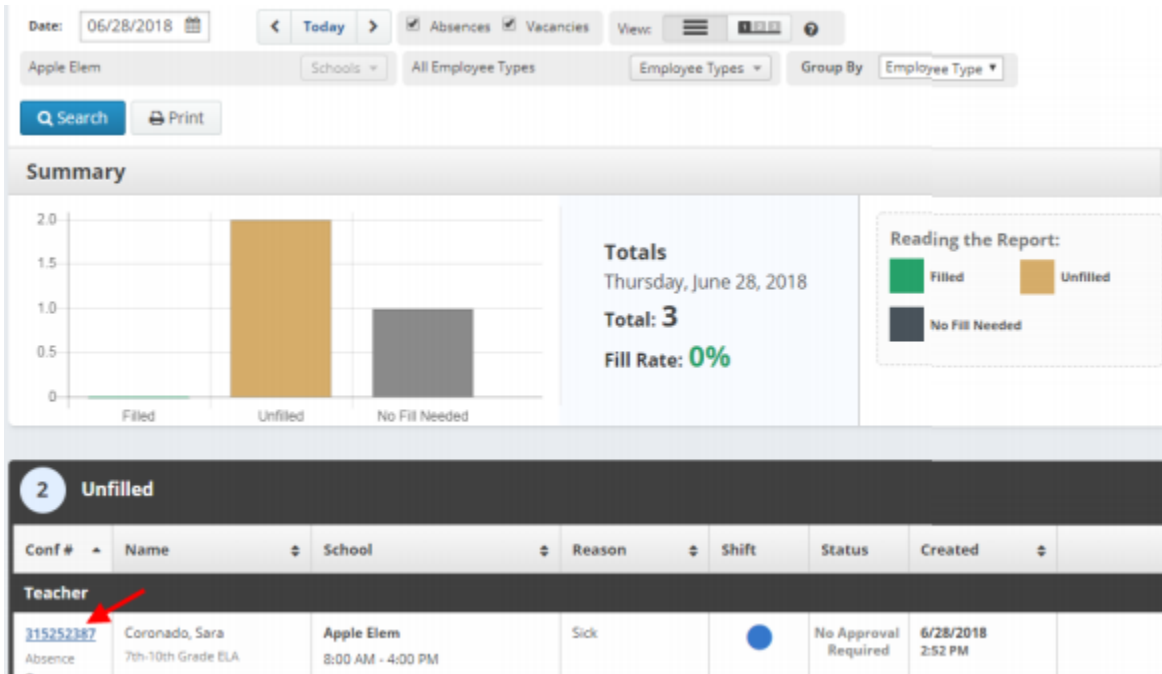 Date: 06/28/2018 Today Absences Vacancies View: ?
Apple Elem Schools All Employee Types Employee Types Group By Employee Type
Search Print
Summary
2.0
1.5
1.0
0.5
0
Filled Unfilled No Fill Needed
Totals
Thursday, June 28, 2018
Total: 3
Fill Rate: 0%
Reading the Report:
Filled Unfilled
No Fill Needed
2 Unfilled
Conf # Name School Reason Shift Status Created
Teacher
315252387 Coronado, Sara Apple Elem Sick No Approval 6/28/2018
Absence 7th-10th Grade ELA 8:00 AM - 4:00 PM Required 2:52 PM